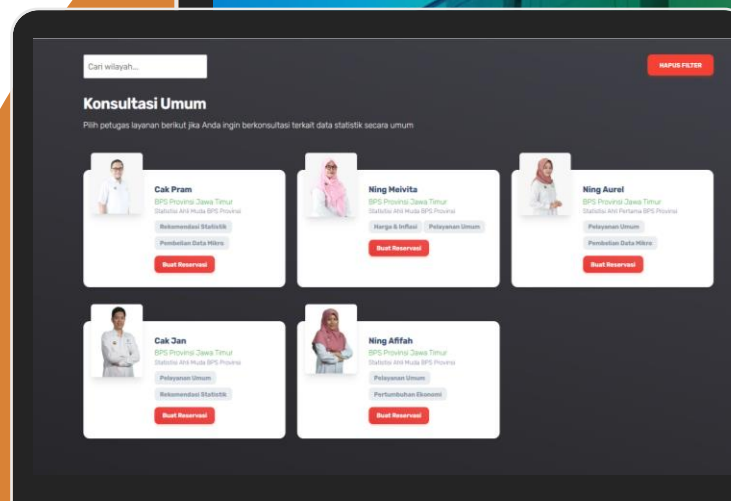 Cari wilayah...
HAPUS FILTER
Konsultasi Umum
Pilih petugas layanan berikut jika Anda ingin berkonsultasi terkait data statistik secara umum
Cak Pram
BPS Provinsi Jawa Timur
Statistisi Ahli Muda BPS Provinsi
Rekomendasi Statistik
Pembelian Data Mikro
Buat Reservasi
Ning Meivita
BPS Provinsi Jawa Timur
Statistisi Ahli Muda BPS Provinsi
Harga & Inflasi Pelayanan Umum
Buat Reservasi
Ning Aurel
BPS Provinsi Jawa Timur
Statistisi Ahli Pertama BPS Provinsi
Pelayanan Umum
Pembelian Data Mikro
Buat Reservasi
Cak Jan
BPS Provinsi Jawa Timur
Statistisi Ahli Muda BPS Provinsi
Pelayanan Umum
Rekomendasi Statistik
Buat Reservasi
Ning Afifah
BPS Provinsi Jawa Timur
Statistisi Ahli Muda BPS Provinsi
Pelayanan Umum
Pertumbuhan Ekonomi
Buat Reservasi